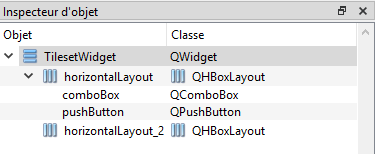 Inspecteur d'objet
Objet Classe
TilesetWidget QWidget
horizontalLayout QHBoxLayout
comboBox QComboBox
pushButton QPushButton
horizontalLayout_2 QHBoxLayout